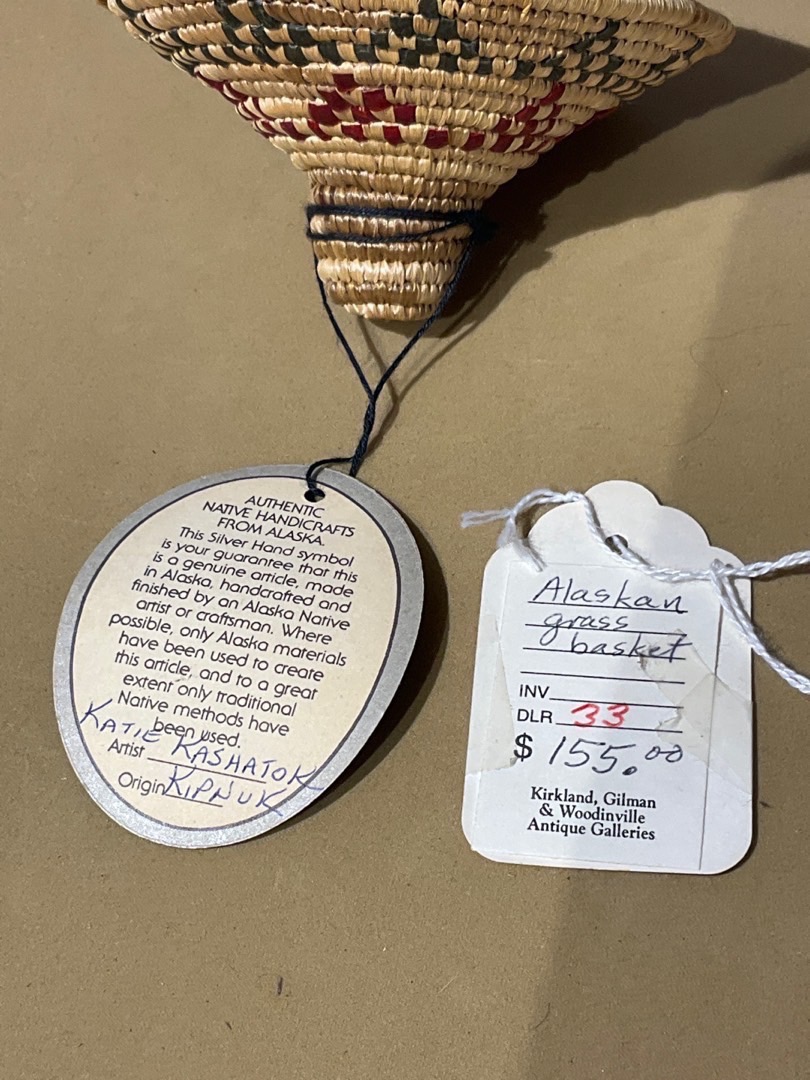 AUTHENTIC
NATIVE HANDICRAFTS
FROM ALASKA.
This Silver Hand symbol
is your guarantee that this
is a genuine article, made
in Alaska, handcrafted and
finished by an Alaska Native
artist or craftsman. Where
possible, only Alaska materials
have been used to create
this article, and to a great
extent only traditional
Native methods have
been used.
Artist KATIE KASHATOK
Origin KIPNUK
Alaskan
grass
basket
INV
DLR 33
$ 155.00
Kirkland, Gilman
& Woodinville
Antique Galleries